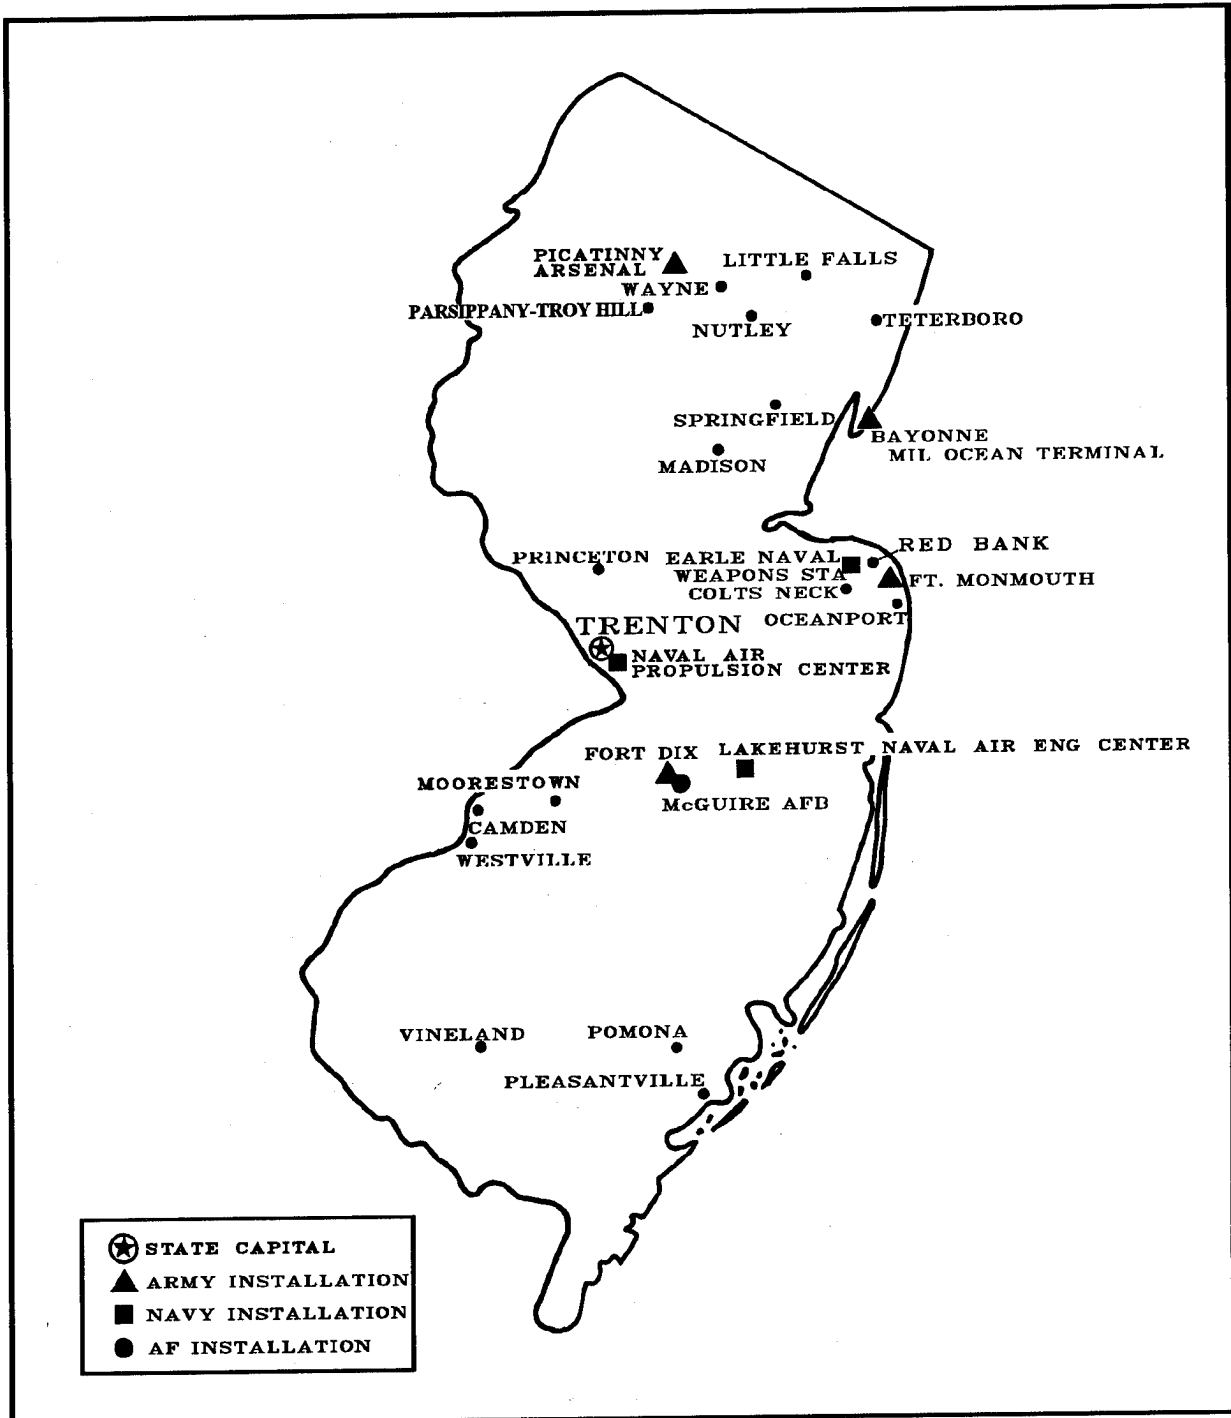 PICATINNY
ARSENAL
LITTLE FALLS
WAYNE
PARSIPPANY-TROY HILL
NUTLEY
TETERBORO
SPRINGFIELD
BAYONNE
MIL OCEAN TERMINAL
MADISON
RED BANK
PRINCETON
EARLE NAVAL
WEAPONS STA
COLTS NECK
FT. MONMOUTH
OCEANPORT
TRENTON
NAVAL AIR
PROPULSION CENTER
FORT DIX
LAKEHURST NAVAL AIR ENG CENTER
MOORESTOWN
McGUIRE AFB
CAMDEN
WESTVILLE
VINELAND
POMONA
PLEASANTVILLE
STATE CAPITAL
ARMY INSTALLATION
NAVY INSTALLATION
AF INSTALLATION